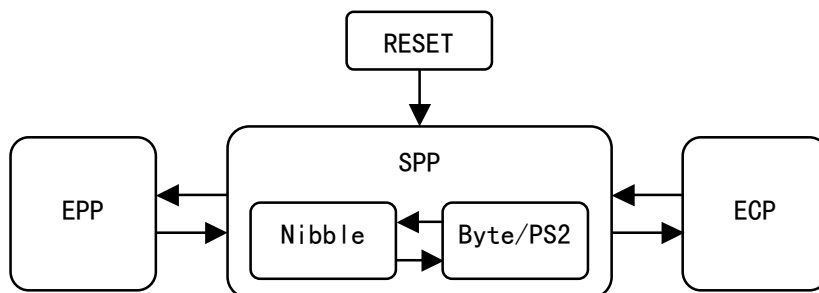 RESET
SPP
EPP
ECP
Nibble
Byte/PS2